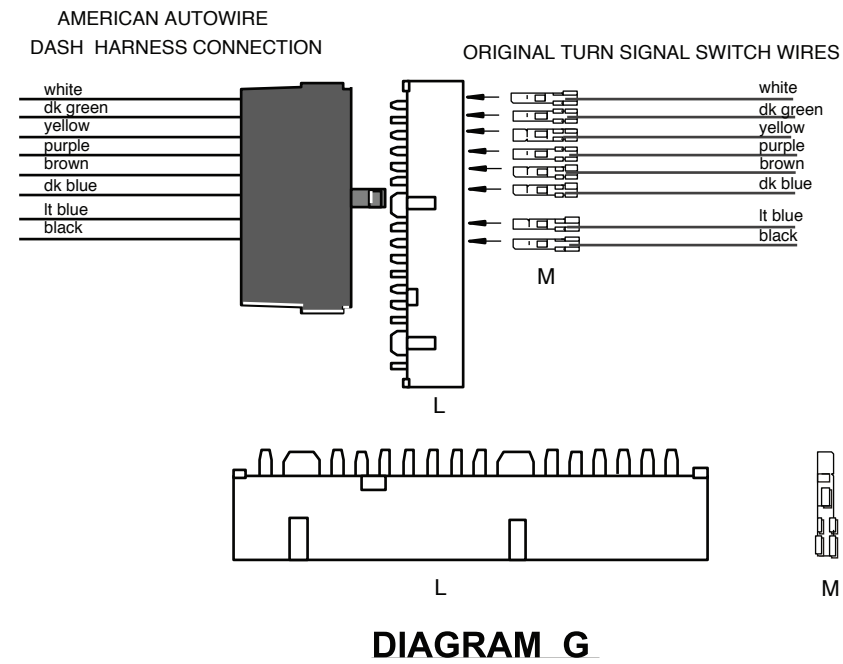 AMERICAN AUTOWIRE
DASH HARNESS CONNECTION
ORIGINAL TURN SIGNAL SWITCH WIRES
white
dk green
yellow
purple
brown
dk blue
lt blue
black
white
dk green
yellow
purple
brown
dk blue
lt blue
black
M
L
L
M
DIAGRAM G